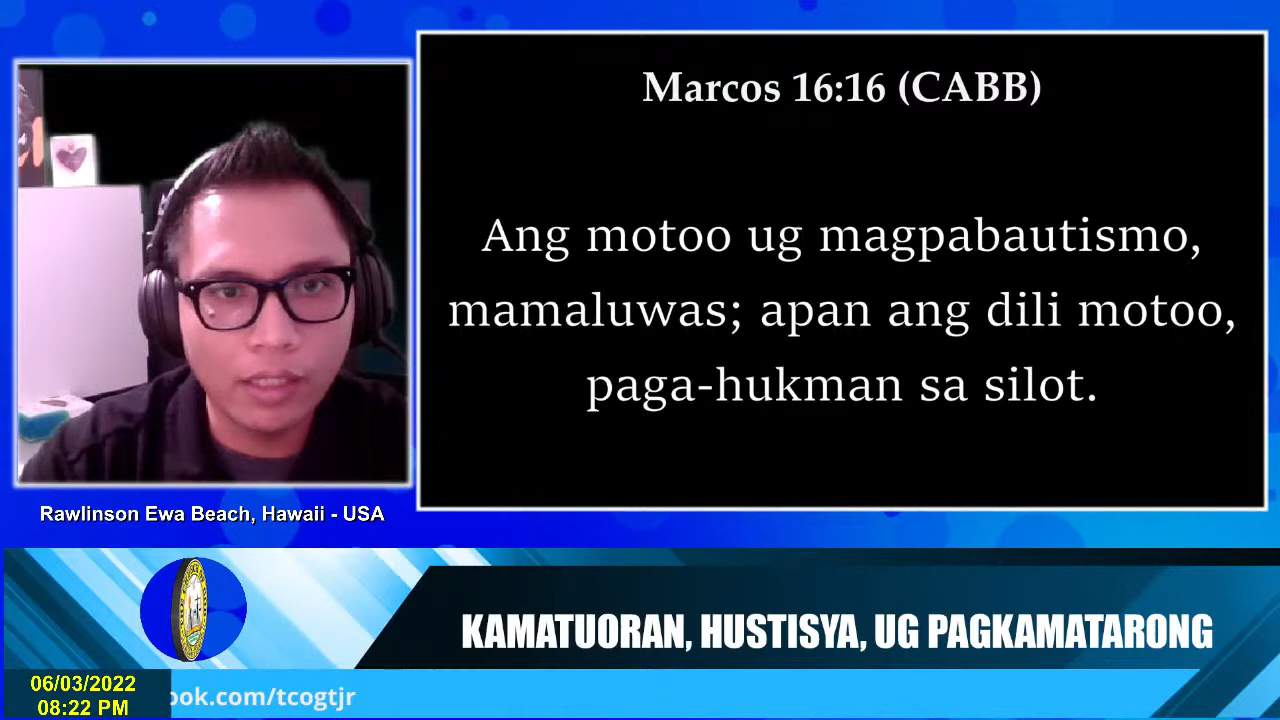 Marcos 16:16 (CABB)
Ang motoo ug magpabautismo,
mamaluwas; apan ang dili motoo,
paga-hukman sa silot.
Rawlinson Ewa Beach, Hawaii - USA
KAMATUORAN, HUSTISYA, UG PAGKAMATARONG
06/03/2022
08:22 PM
ook.com/tcogtjr